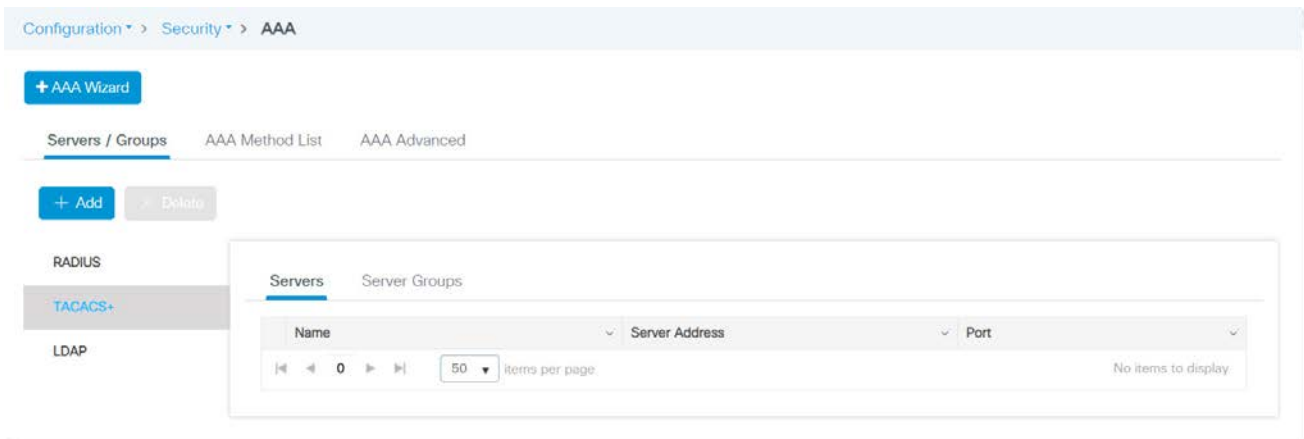 Configuration > Security > AAA
+ AAA Wizard
Servers / Groups AAA Method List AAA Advanced
+ Add × Delete
RADIUS
Servers Server Groups
TACACS+
Name Server Address Port
LDAP
0 50 items per page No items to display